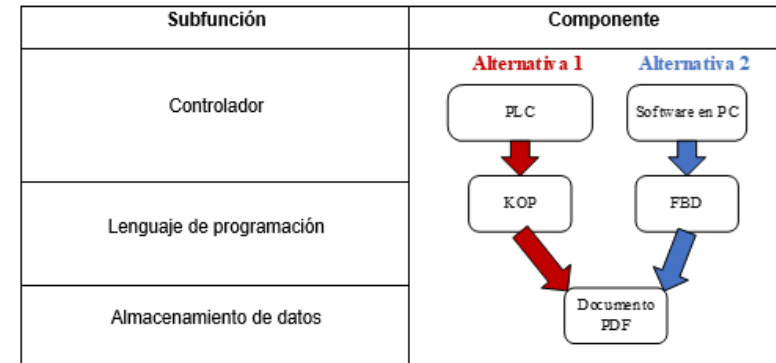 Subfunción
Componente
Controlador
Alternativa 1
Alternativa 2
PLC
Software en PC
Lenguaje de programación
KOP
FBD
Almacenamiento de datos
Documento
PDF